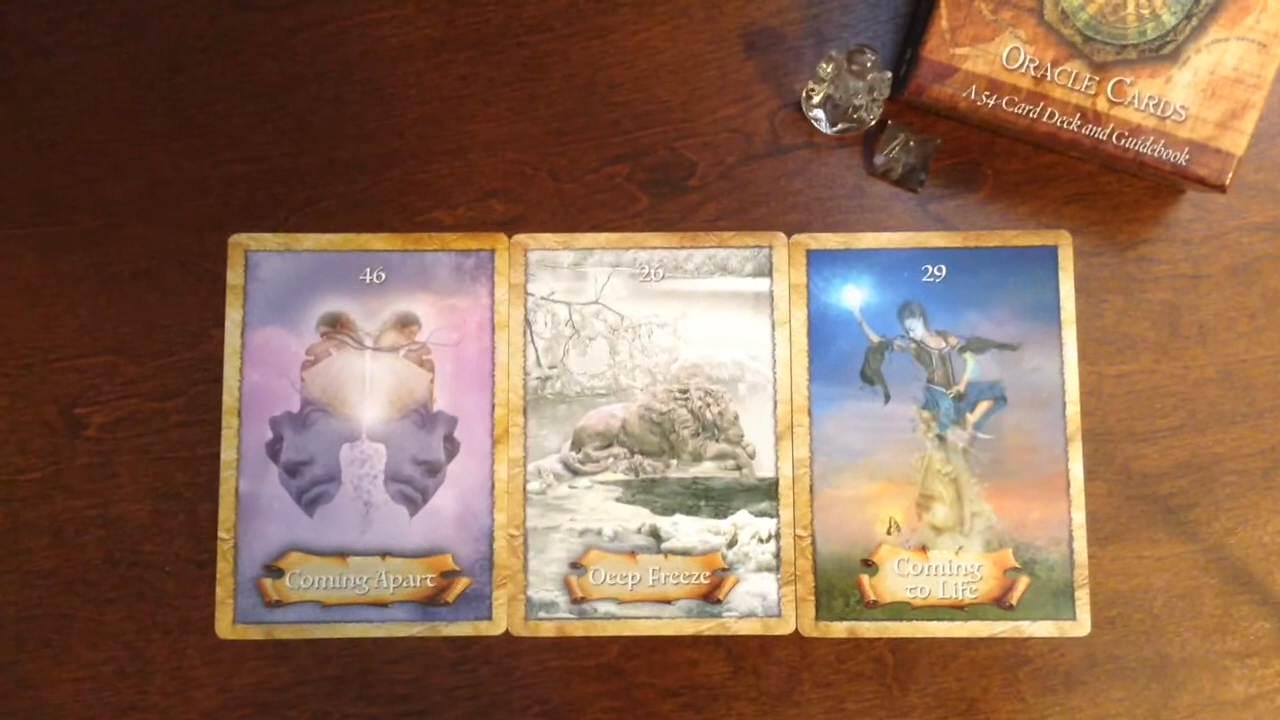 ORACLE CARDS
A 54-Card Deck and Guidebook
46
26
29
Coming Apart
Deep Freeze
Coming
to Life